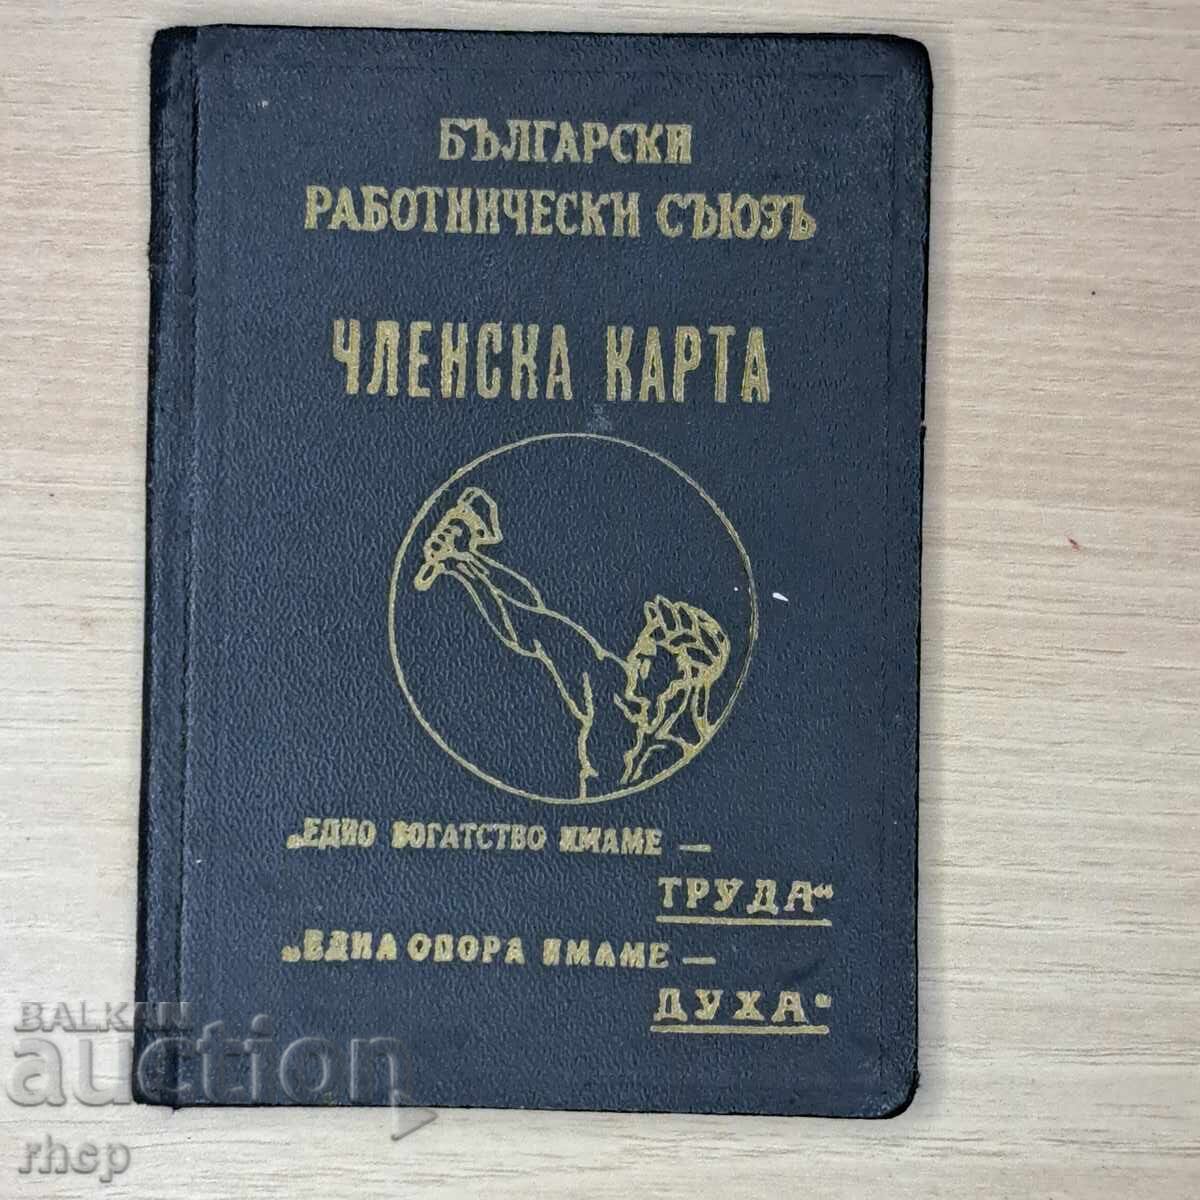 БЪЛГАРСКИ
РАБОТНИЧЕСКИ СЪЮЗЪ
ЧЛЕНСКА КАРТА
„ЕДНО БОГАТСТВО ИМАМЕ —
ТРУДА“
„ЕДНА ОПОРА ИМАМЕ —
ДУХА“
BALKAN
auction
rhcp